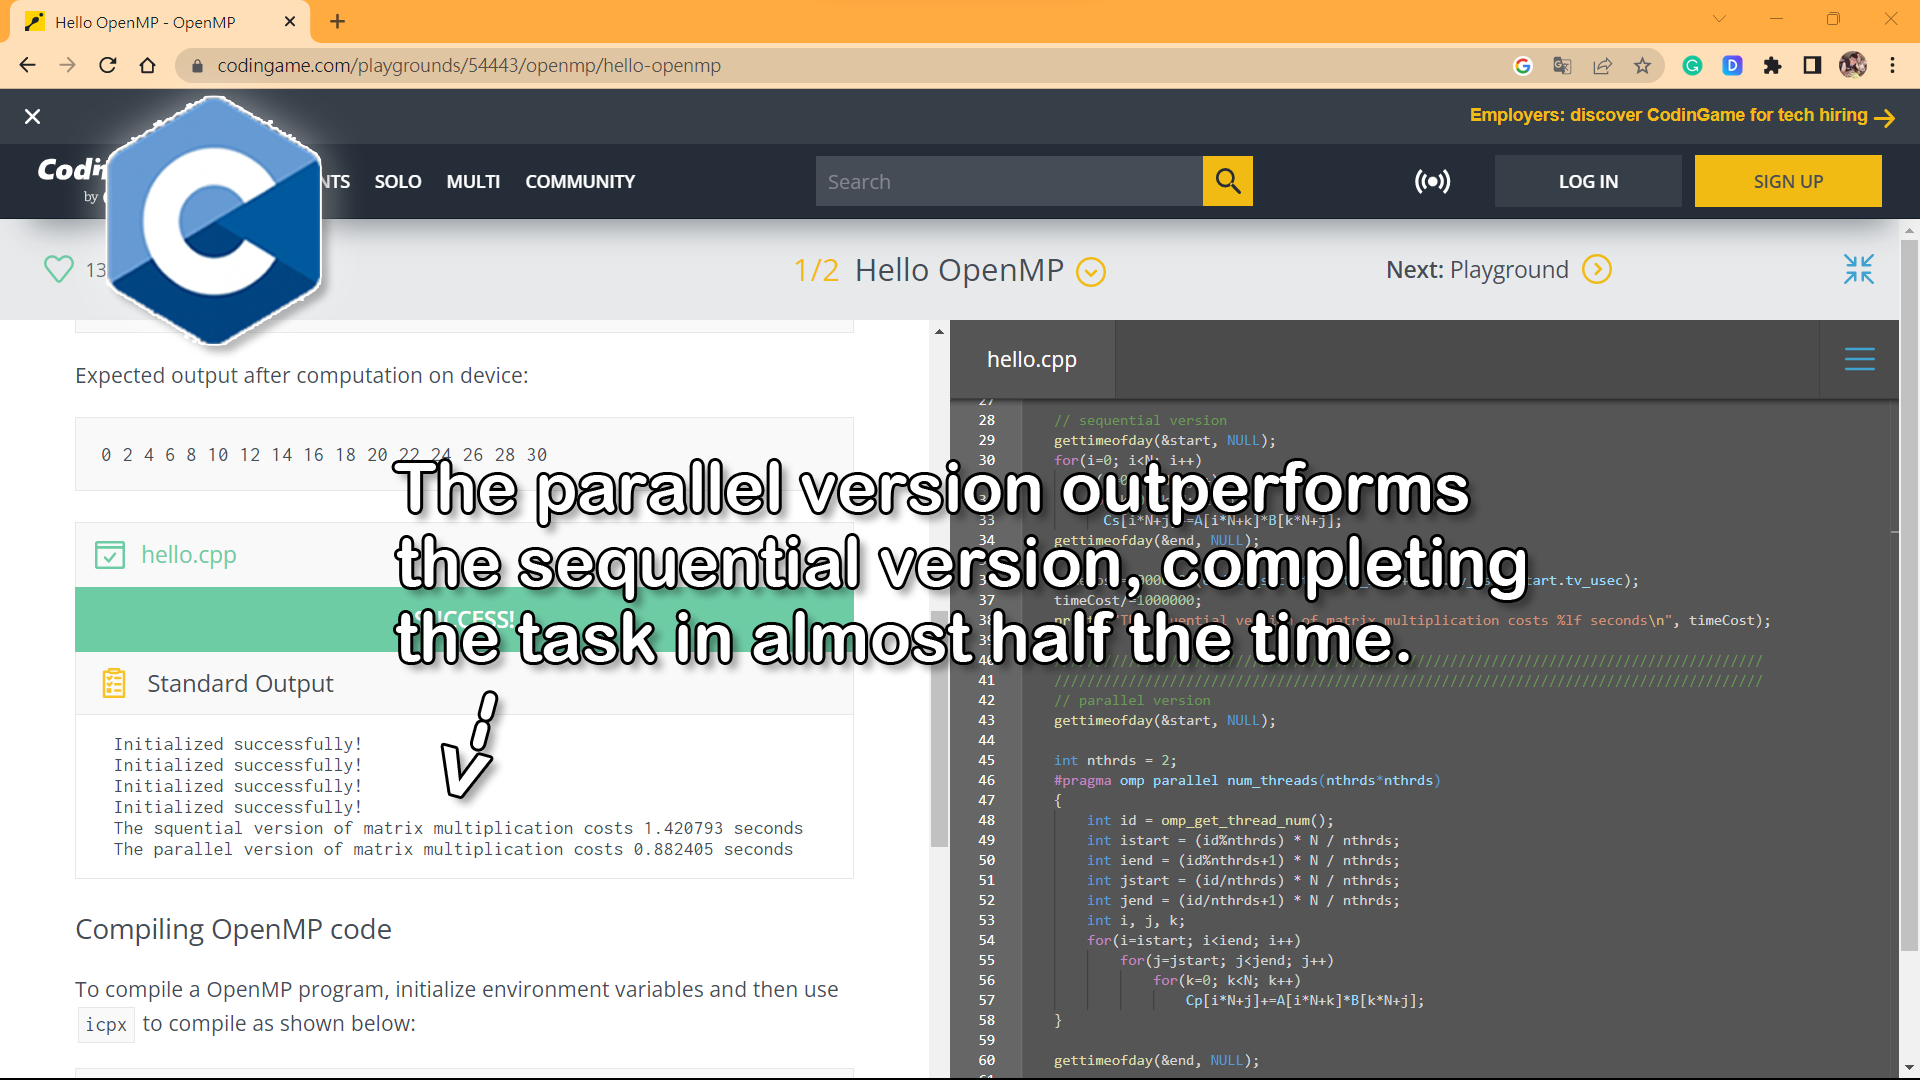 Hello OpenMP - OpenMP
codingame.com/playgrounds/54443/openmp/hello-openmp
Employers: discover CodinGame for tech hiring
by
SOLO MULTI COMMUNITY
Search
LOG IN
SIGN UP
13
1/2 Hello OpenMP
Next: Playground
Expected output after computation on device:
0 2 4 6 8 10 12 14 16 18 20 22 24 26 28 30
The parallel version outperforms
the sequential version, completing
the task in almost half the time.
hello.cpp
SUCCESS!
Standard Output
Initialized successfully!
Initialized successfully!
Initialized successfully!
Initialized successfully!
The squential version of matrix multiplication costs 1.420793 seconds
The parallel version of matrix multiplication costs 0.882405 seconds
Compiling OpenMP code
To compile a OpenMP program, initialize environment variables and then use
icpx to compile as shown below:
hello.cpp
27
28 // sequential version
29 gettimeofday(&start, NULL);
30 for(i=0; i<N; i++)
33 Cs[i*N+j]+=A[i*N+k]*B[k*N+j];
34 gettimeofday(&end, NULL);
art.tv_usec);
37 timeCost/=1000000;
38 of matrix multiplication costs %lf seconds\n", timeCost);
39
40 //////////////////////////////////////////
41 //////////////////////////////////////////////////////////////////////////////////////
42 // parallel version
43 gettimeofday(&start, NULL);
44
45 int nthrds = 2;
46 #pragma omp parallel num_threads(nthrds*nthrds)
47 {
48 int id = omp_get_thread_num();
49 int istart = (id%nthrds) * N / nthrds;
50 int iend = (id%nthrds+1) * N / nthrds;
51 int jstart = (id/nthrds) * N / nthrds;
52 int jend = (id/nthrds+1) * N / nthrds;
53 int i, j, k;
54 for(i=istart; i<iend; i++)
55 for(j=jstart; j<jend; j++)
56 for(k=0; k<N; k++)
57 Cp[i*N+j]+=A[i*N+k]*B[k*N+j];
58 }
59
60 gettimeofday(&end, NULL);